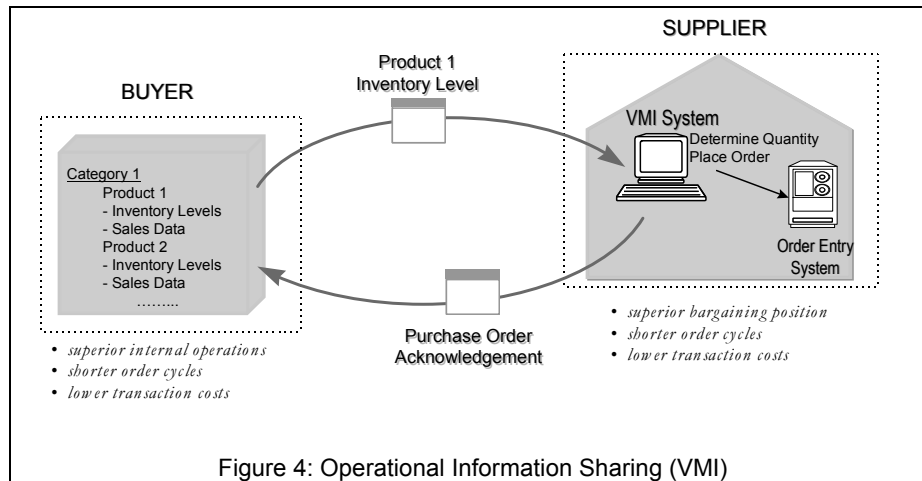 SUPPLIER
Product 1
Inventory Level
BUYER
VMI System
Determine Quantity
Place Order
Category 1
Product 1
- Inventory Levels
- Sales Data
Product 2
- Inventory Levels
- Sales Data
……...
Order Entry
System
Purchase Order
Acknowledgement
• superior internal operations
• shorter order cycles
• lower transaction costs
• superior bargaining position
• shorter order cycles
• lower transaction costs
Figure 4: Operational Information Sharing (VMI)